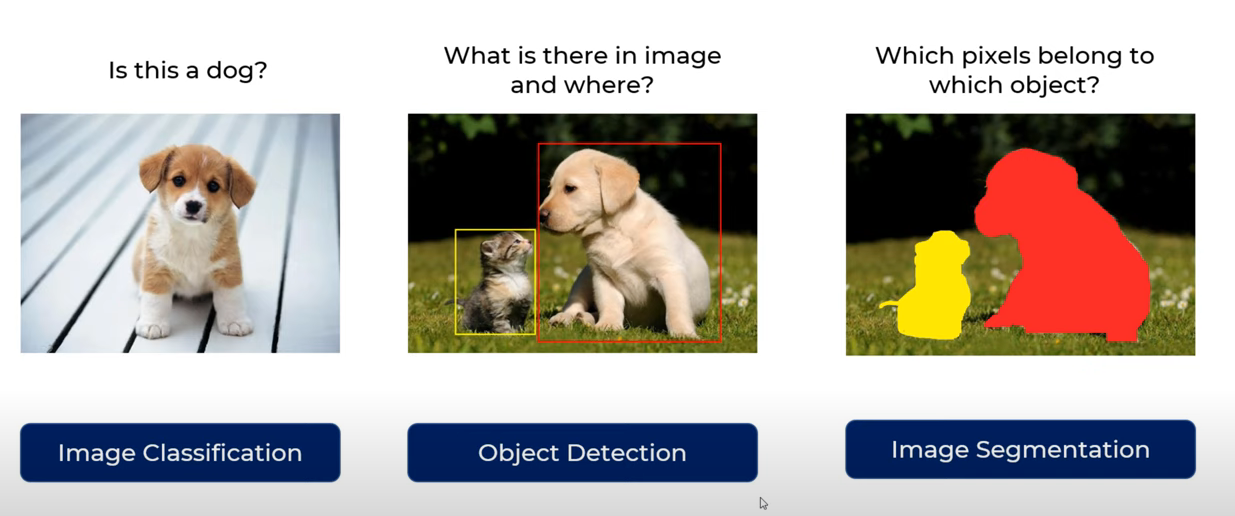 Is this a dog?
What is there in image
and where?
Which pixels belong to
which object?
Image Classification
Object Detection
Image Segmentation